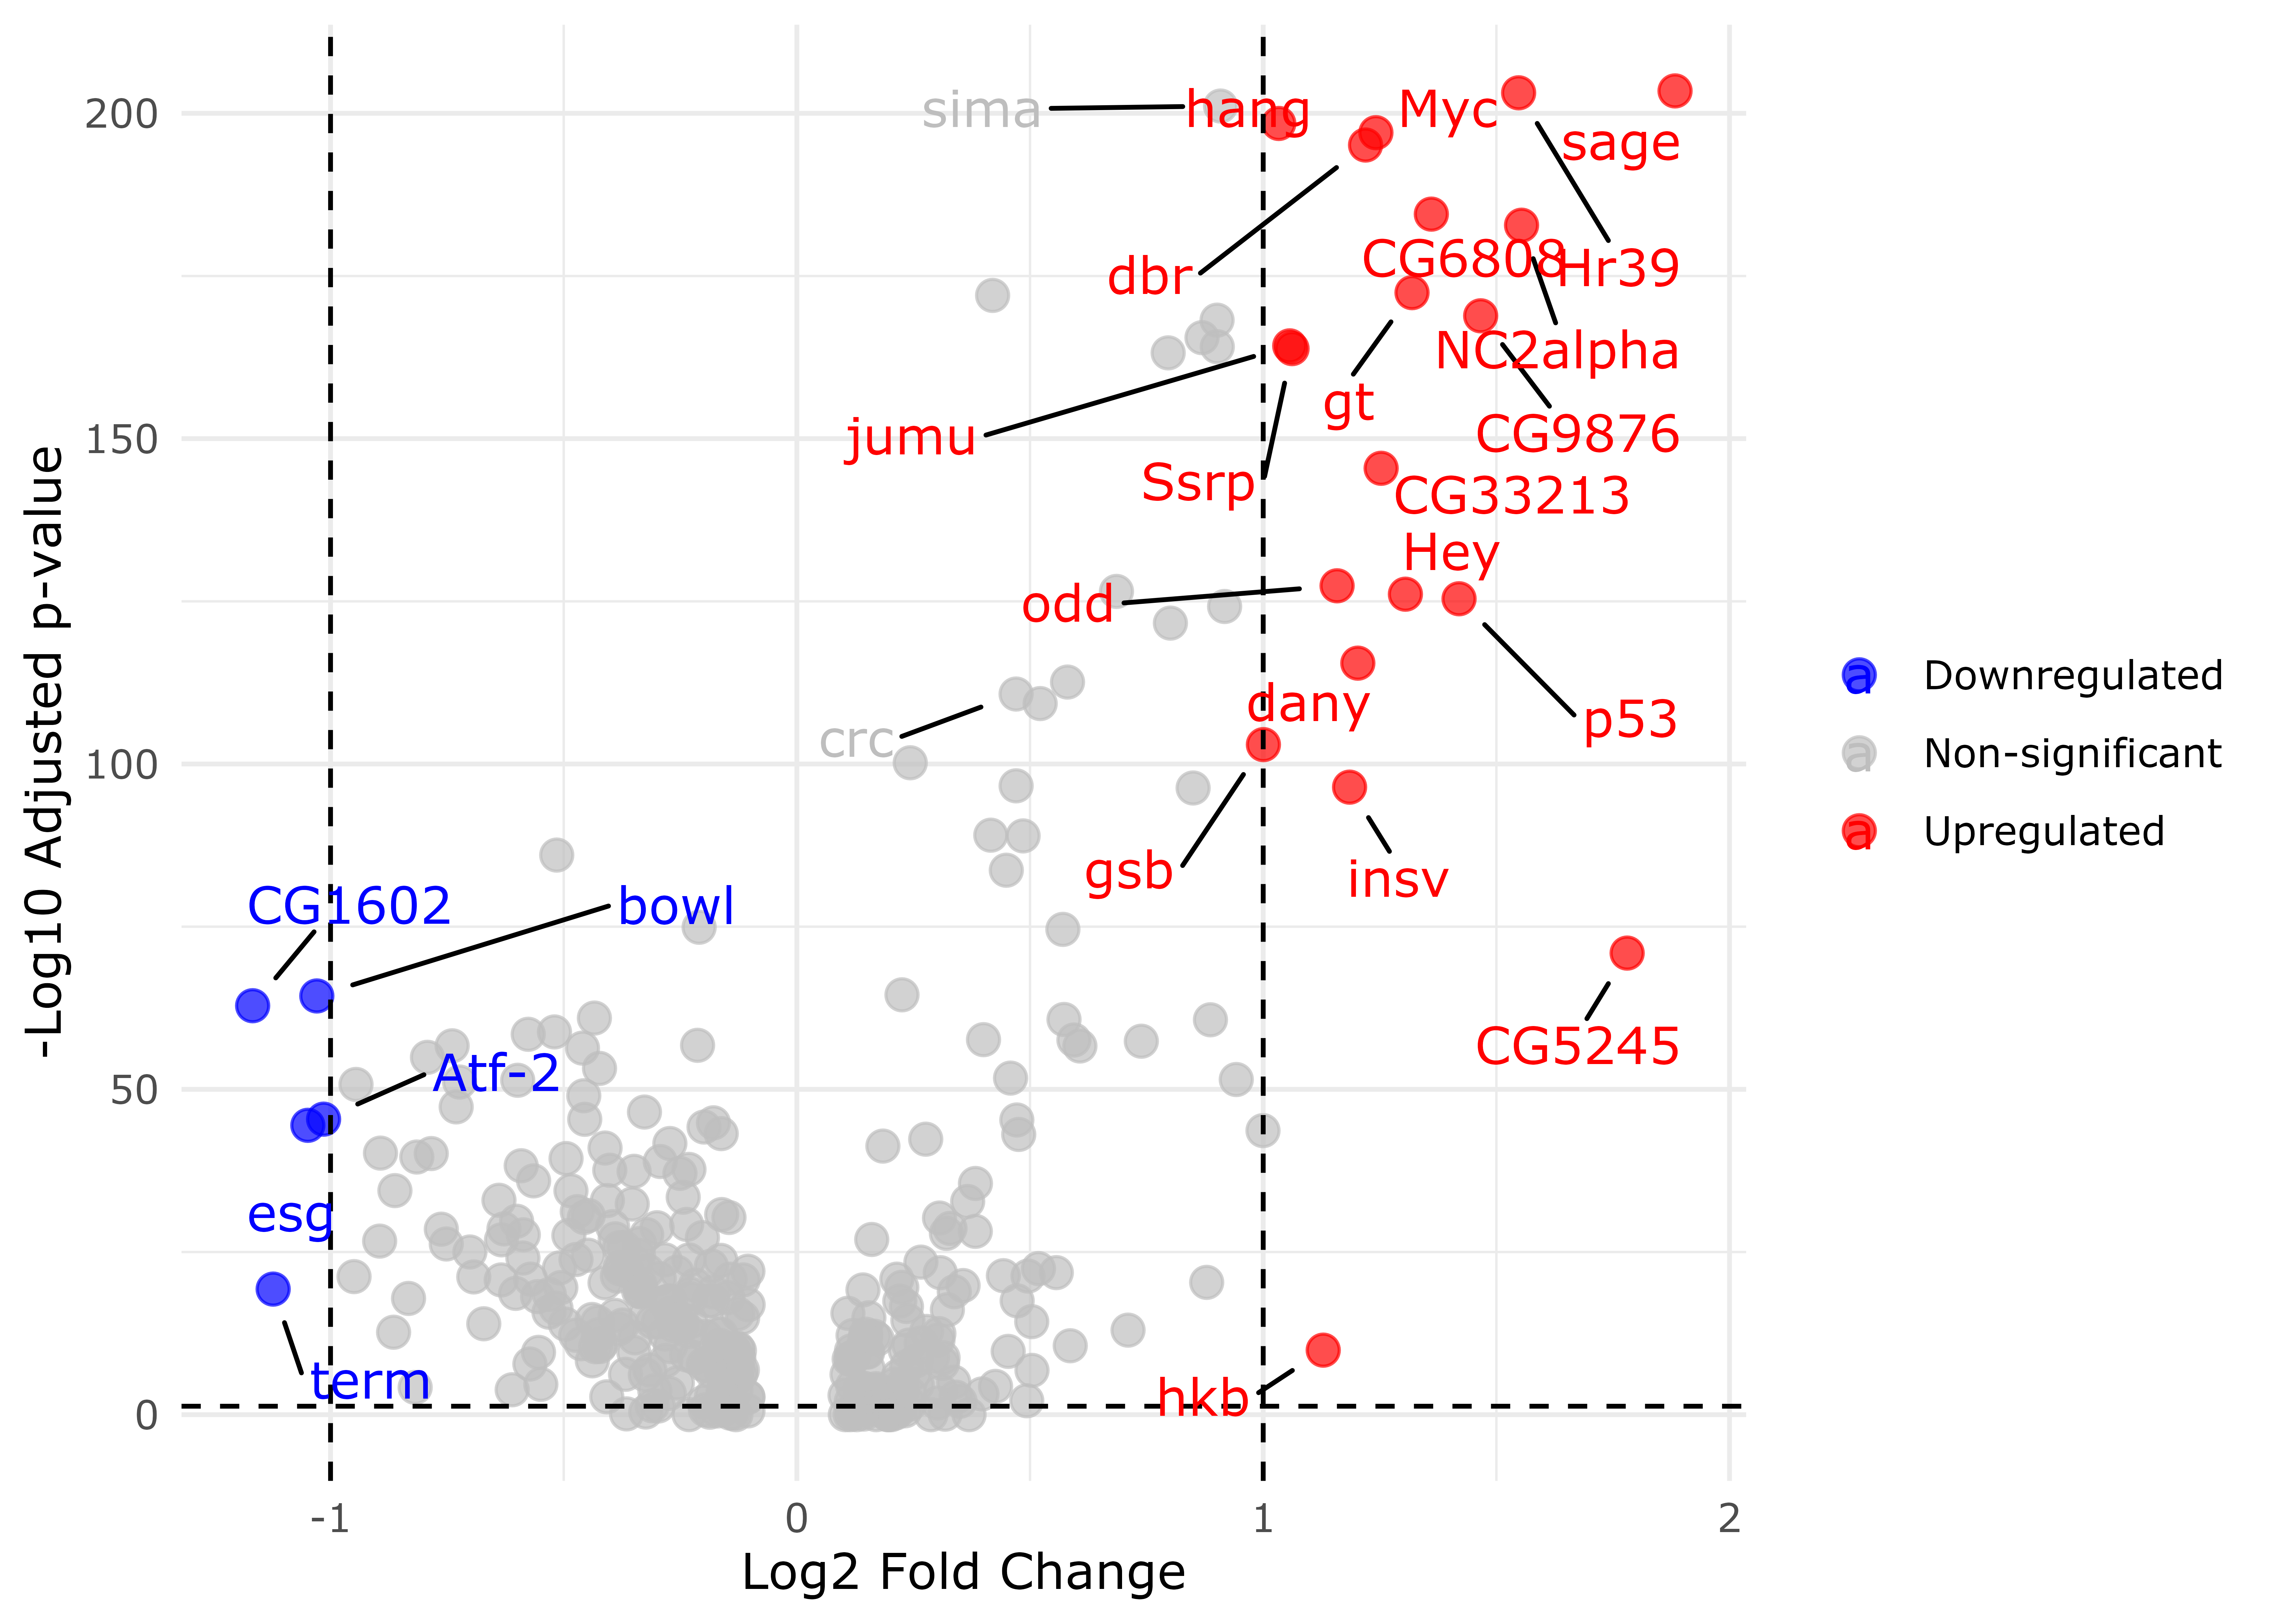 -Log10 Adjusted p-value
200
150
100
50
0
sima
hang
Myc
sage
dbr
CG6808
Hr39
NC2alpha
gt
jumu
CG9876
Ssrp
CG33213
Hey
odd
dany
p53
crc
gsb
insv
CG1602
bowl
CG5245
Atf-2
esg
term
hkb
-1
0
1
2
Log2 Fold Change
a Downregulated
a Non-significant
a Upregulated